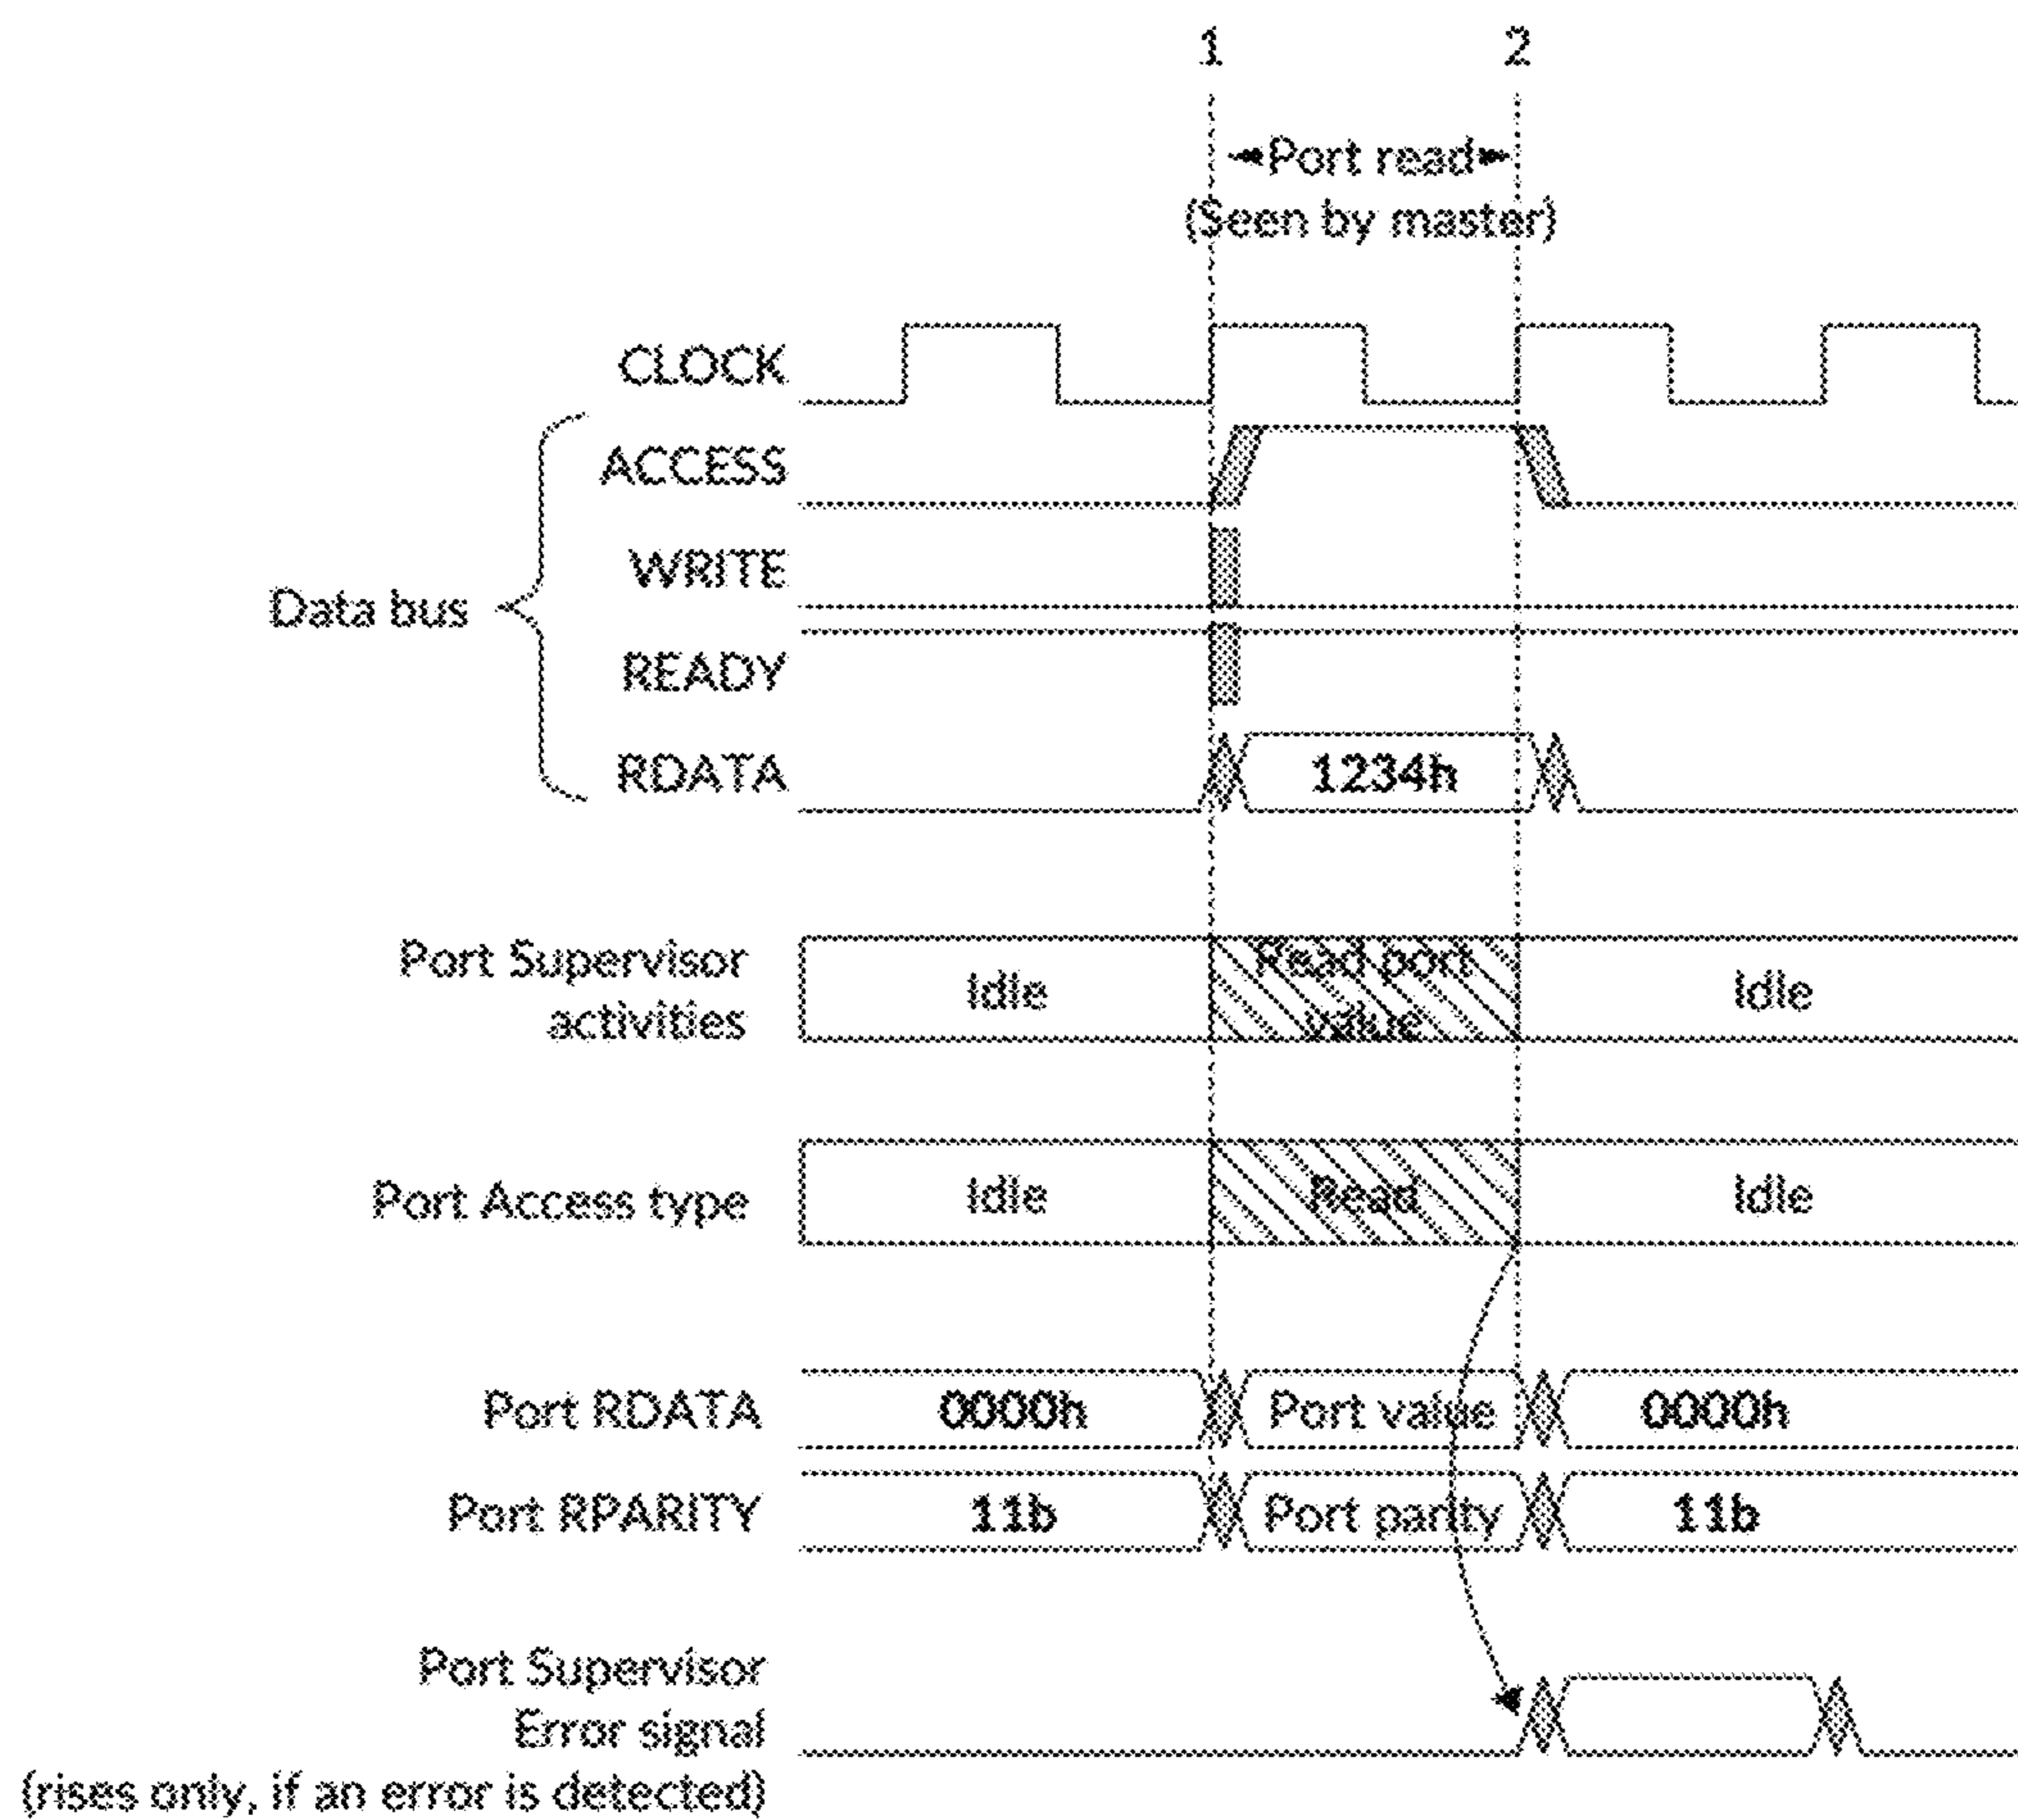 1 2
Port read
(Seen by master)
CLOCK
ACCESS
WRITE
Data bus
READY
RDATA 1234h
Port Supervisor
activities
Idle Read port
value Idle
Port Access type Idle Read Idle
Port RDATA 0000h Port value 0000h
Port RPARITY 11b Port parity 11b
Port Supervisor
Error signal
(rises only, if an error is detected)